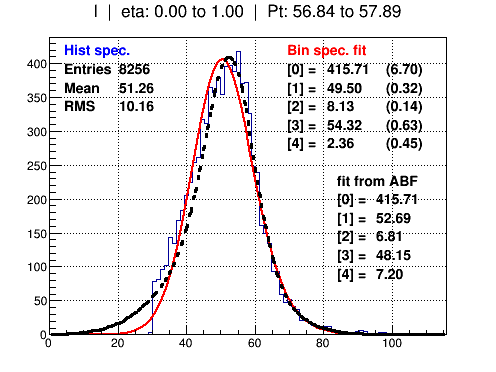 I | eta: 0.00 to 1.00 | Pt: 56.84 to 57.89
Hist spec.
Entries 8256
Mean 51.26
RMS 10.16
Bin spec. fit
[0] = 415.71 (6.70)
[1] = 49.50 (0.32)
[2] = 8.13 (0.14)
[3] = 54.32 (0.63)
[4] = 2.36 (0.45)
fit from ABF
[0] = 415.71
[1] = 52.69
[2] = 6.81
[3] = 48.15
[4] = 7.20
400
350
300
250
200
150
100
50
0
0 20 40 60 80 100